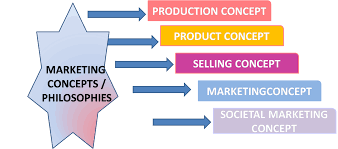 PRODUCTION CONCEPT
PRODUCT CONCEPT
SELLING CONCEPT
MARKETING
CONCEPTS /
PHILOSOPHIES
MARKETINGCONCEPT
SOCIETAL MARKETING
CONCEPT